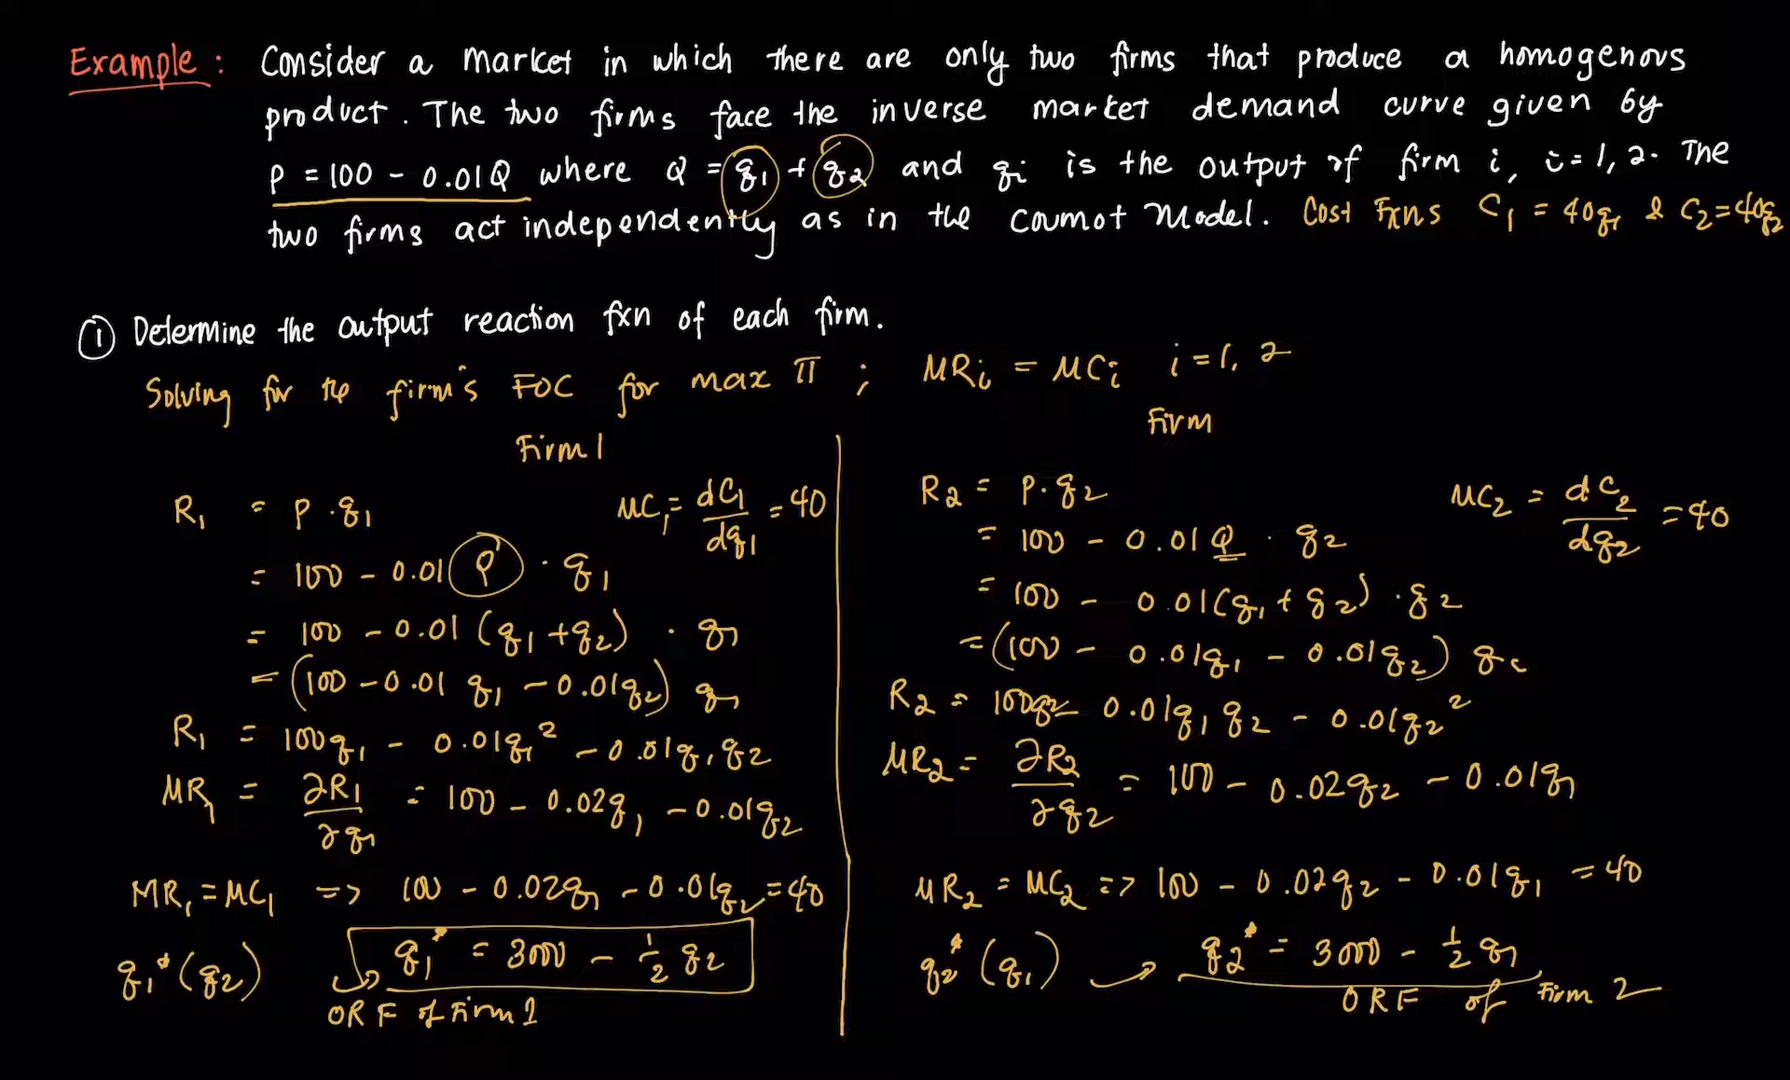 Example : Consider a market in which there are only two firms that produce a homogenous
product. The two firms face the inverse market demand curve given by
P = 100 - 0.01Q where Q = q₁ + q₂ and qᵢ is the output of firm i, i = 1, 2. The
two firms act independently as in the Cournot Model. Cost Fxns C₁ = 40q₁ & C₂ = 40q₂
① Determine the output reaction fxn of each firm.
Solving for the firm's FOC for max π ; MRᵢ = MCᵢ i = 1, 2
Firm 1
R₁ = P · q₁ MC₁ = dC₁/dq₁ = 40
= 100 - 0.01 Q · q₁
= 100 - 0.01 (q₁ + q₂) · q₁
= (100 - 0.01 q₁ - 0.01q₂) q₁
R₁ = 100q₁ - 0.01q₁² - 0.01q₁q₂
MR₁ = ∂R₁/∂q₁ = 100 - 0.02q₁ - 0.01q₂
MR₁ = MC₁ => 100 - 0.02q₁ - 0.01q₂ = 40
q₁*(q₂) q₁* = 3000 - ½ q₂
ORF of Firm 1
Firm
R₂ = P · q₂ MC₂ = dC₂/dq₂ = 40
= 100 - 0.01 Q · q₂
= 100 - 0.01(q₁ + q₂) · q₂
= (100 - 0.01q₁ - 0.01q₂) q₂
R₂ = 100q₂ - 0.01q₁q₂ - 0.01q₂²
MR₂ = ∂R₂/∂q₂ = 100 - 0.02q₂ - 0.01q₁
MR₂ = MC₂ => 100 - 0.02q₂ - 0.01q₁ = 40
q₂*(q₁) → q₂* = 3000 - ½ q₁
ORF of Firm 2